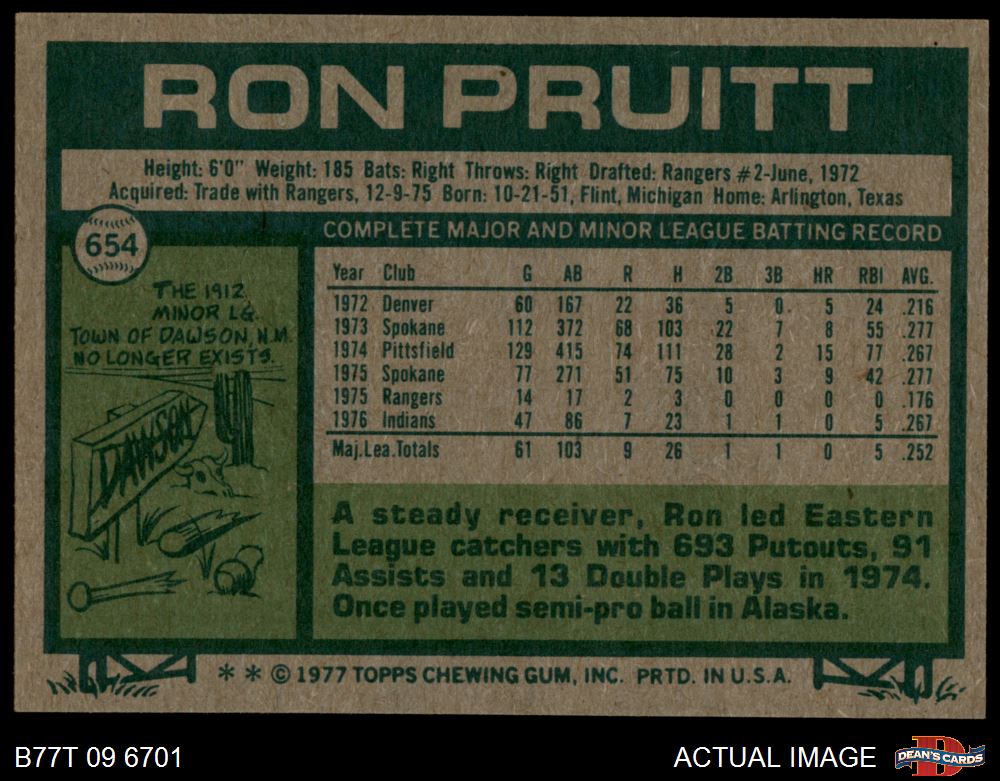 RON PRUITT
Height: 6'0" Weight: 185 Bats: Right Throws: Right Drafted: Rangers #2-June, 1972
Acquired: Trade with Rangers, 12-9-75 Born: 10-21-51, Flint, Michigan Home: Arlington, Texas
654
THE 1912
MINOR LG.
TOWN OF DAWSON, N.M.
NO LONGER EXISTS.
DAWSON
COMPLETE MAJOR AND MINOR LEAGUE BATTING RECORD
Year Club G AB R H 2B 3B HR RBI AVG.
1972 Denver 60 167 22 36 5 0 5 24 .216
1973 Spokane 112 372 68 103 22 7 8 55 .277
1974 Pittsfield 129 415 74 111 28 2 15 77 .267
1975 Spokane 77 271 51 75 10 3 9 42 .277
1975 Rangers 14 17 2 3 0 0 0 0 .176
1976 Indians 47 86 7 23 1 1 0 5 .267
Maj.Lea.Totals 61 103 9 26 1 1 0 5 .252
A steady receiver, Ron led Eastern
League catchers with 693 Putouts, 91
Assists and 13 Double Plays in 1974.
Once played semi-pro ball in Alaska.
* * © 1977 TOPPS CHEWING GUM, INC. PRTD. IN U.S.A.
B77T 09 6701
ACTUAL IMAGE
D
DEAN'S CARDS